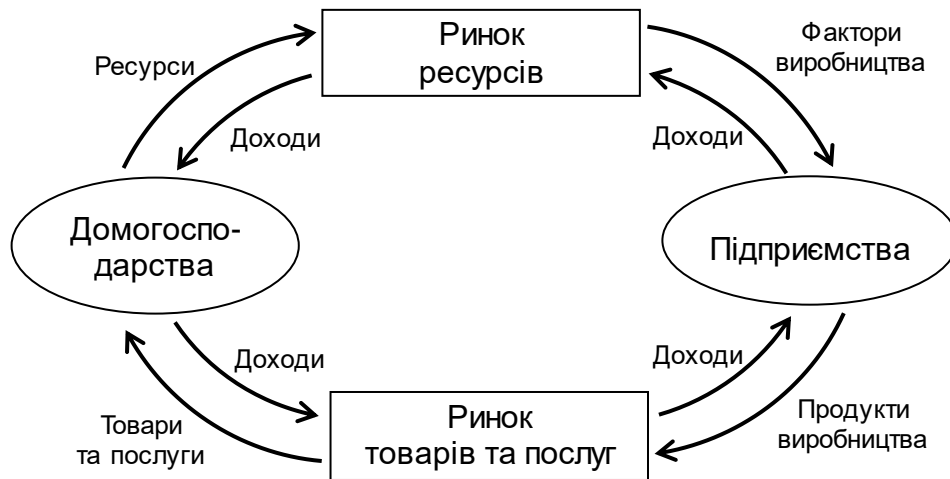 Ринок
ресурсів
Ресурси
Фактори
виробництва
Доходи
Доходи
Домогоспо-
дарства
Підприємства
Доходи
Доходи
Товари
та послуги
Ринок
товарів та послуг
Продукти
виробництва